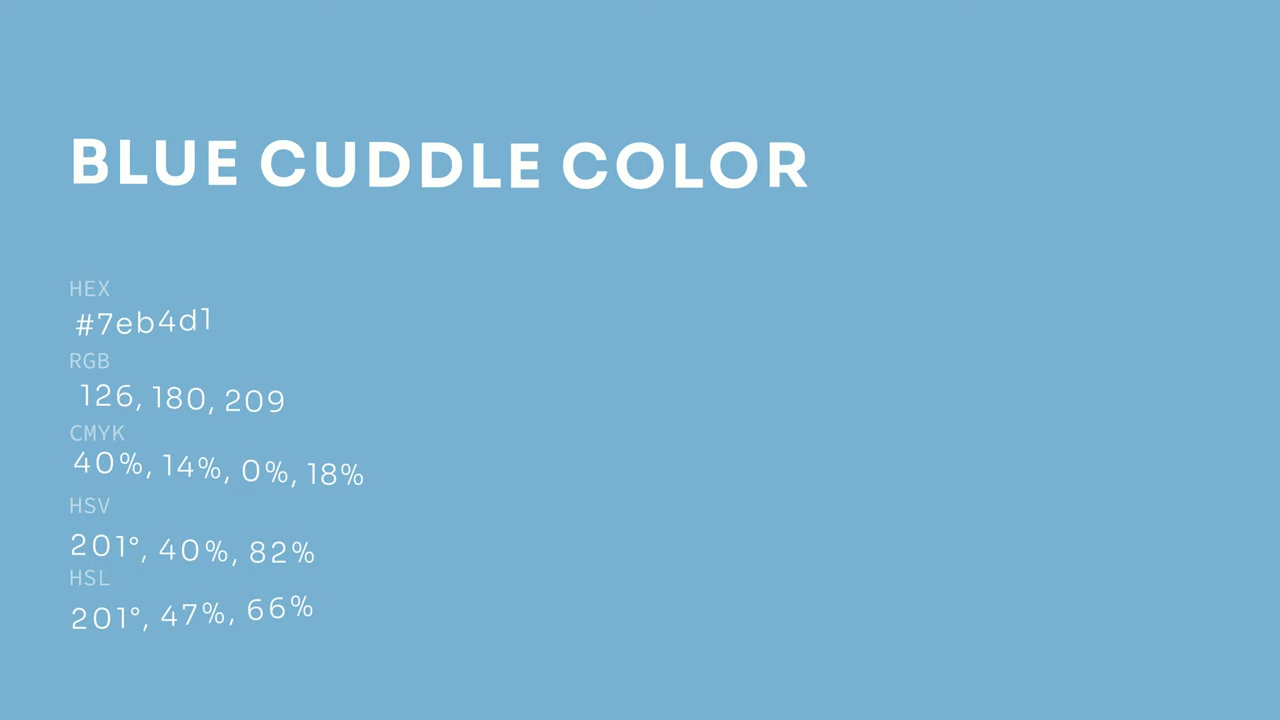 BLUE CUDDLE COLOR
HEX
#7eb4d1
RGB
126, 180, 209
CMYK
40%, 14%, 0%, 18%
HSV
201°, 40%, 82%
HSL
201°, 47%, 66%